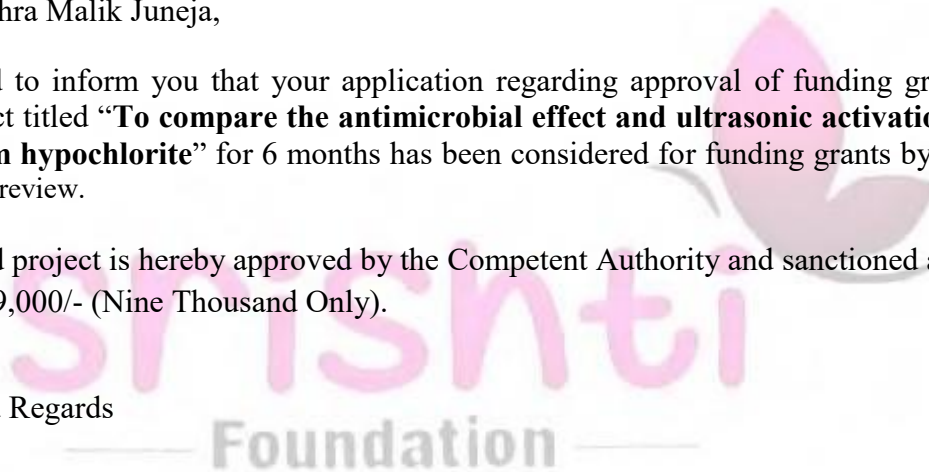 hra Malik Juneja,
d to inform you that your application regarding approval of funding gr
ct titled “To compare the antimicrobial effect and ultrasonic activatio
m hypochlorite” for 6 months has been considered for funding grants by
review.
d project is hereby approved by the Competent Authority and sanctioned a
9,000/- (Nine Thousand Only).
srishti
Regards
Foundation